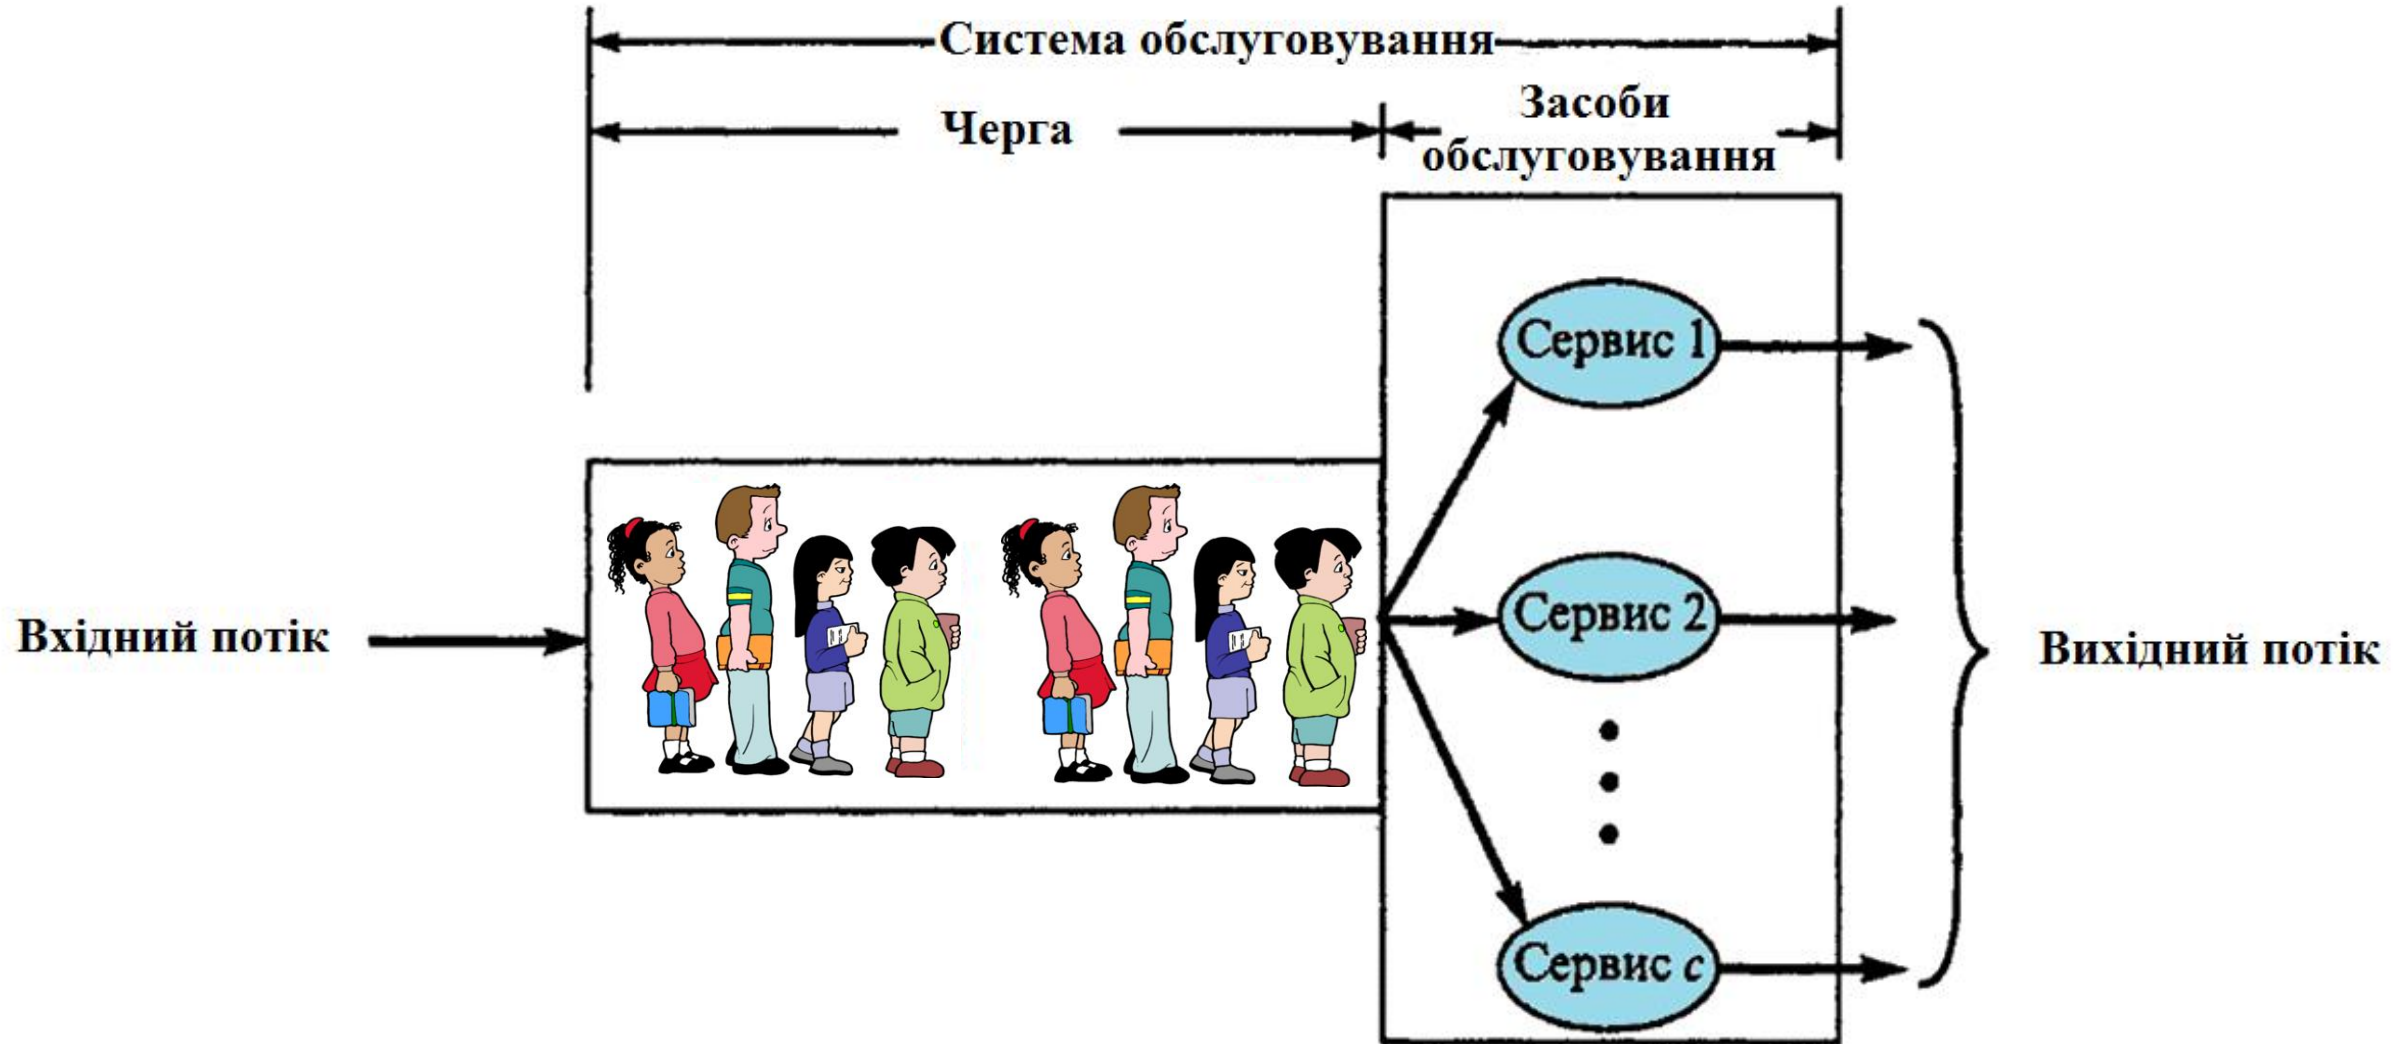 Система обслуговування
Черга
Засоби
обслуговування
Сервис 1
Вхідний потік
Сервис 2
Вихідний потік
Сервис c